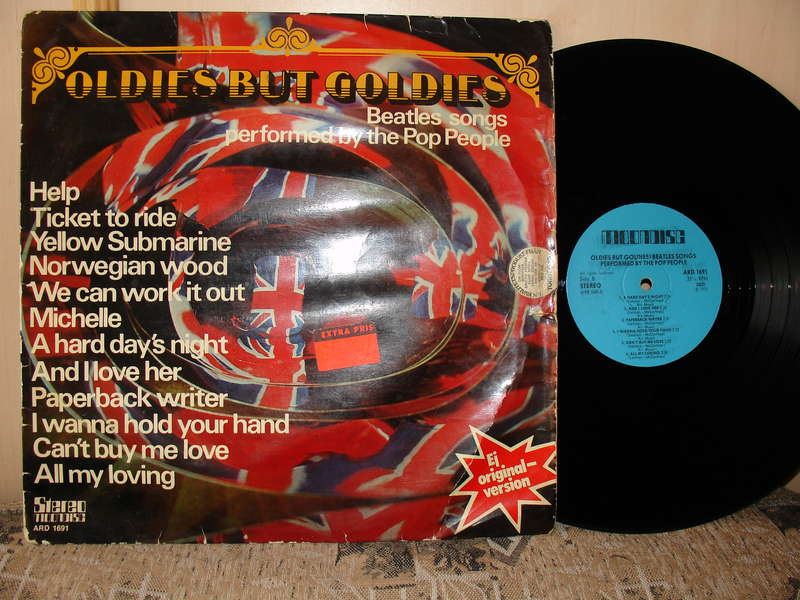 OLDIES BUT GOLDIES
Beatles songs
performed by the Pop People
Help
Ticket to ride
Yellow Submarine
Norwegian wood
We can work it out
Michelle
A hard day's night
And I love her
Paperback writer
I wanna hold your hand
Can't buy me love
All my loving
EXTRA PRIS
Ej
original-
version
Stereo
MOONDISC
ARD 1691
MOONDISC
OLDIES BUT GOLDIES! BEATLES SONGS
PERFORMED BY THE POP PEOPLE
Side B
ARD 1691
STEREO